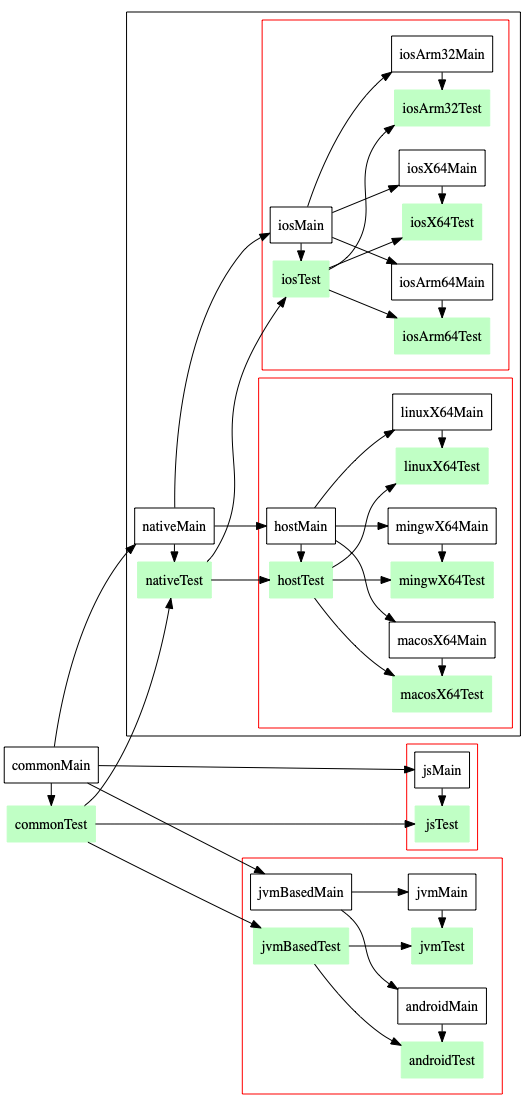 iosArm32Main
iosArm32Test
iosX64Main
iosX64Test
iosMain
iosTest
iosArm64Main
iosArm64Test
linuxX64Main
linuxX64Test
nativeMain
hostMain
mingwX64Main
nativeTest
hostTest
mingwX64Test
macosX64Main
macosX64Test
commonMain
jsMain
commonTest
jsTest
jvmBasedMain
jvmMain
jvmBasedTest
jvmTest
androidMain
androidTest